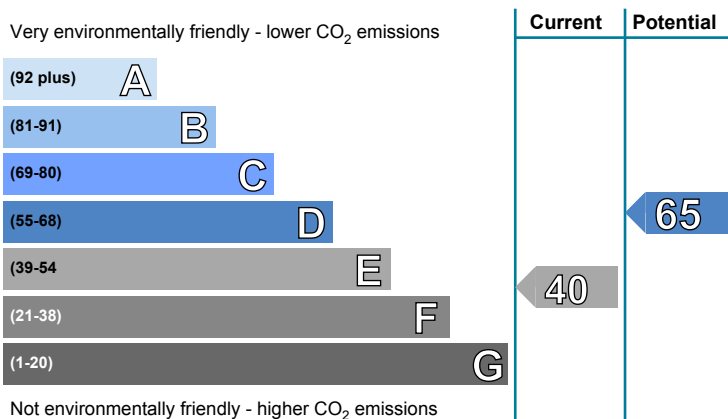 Very environmentally friendly - lower CO₂ emissions
Current
Potential
(92 plus) A
(81-91) B
(69-80) C
(55-68) D
65
(39-54 E
40
(21-38) F
(1-20) G
Not environmentally friendly - higher CO₂ emissions